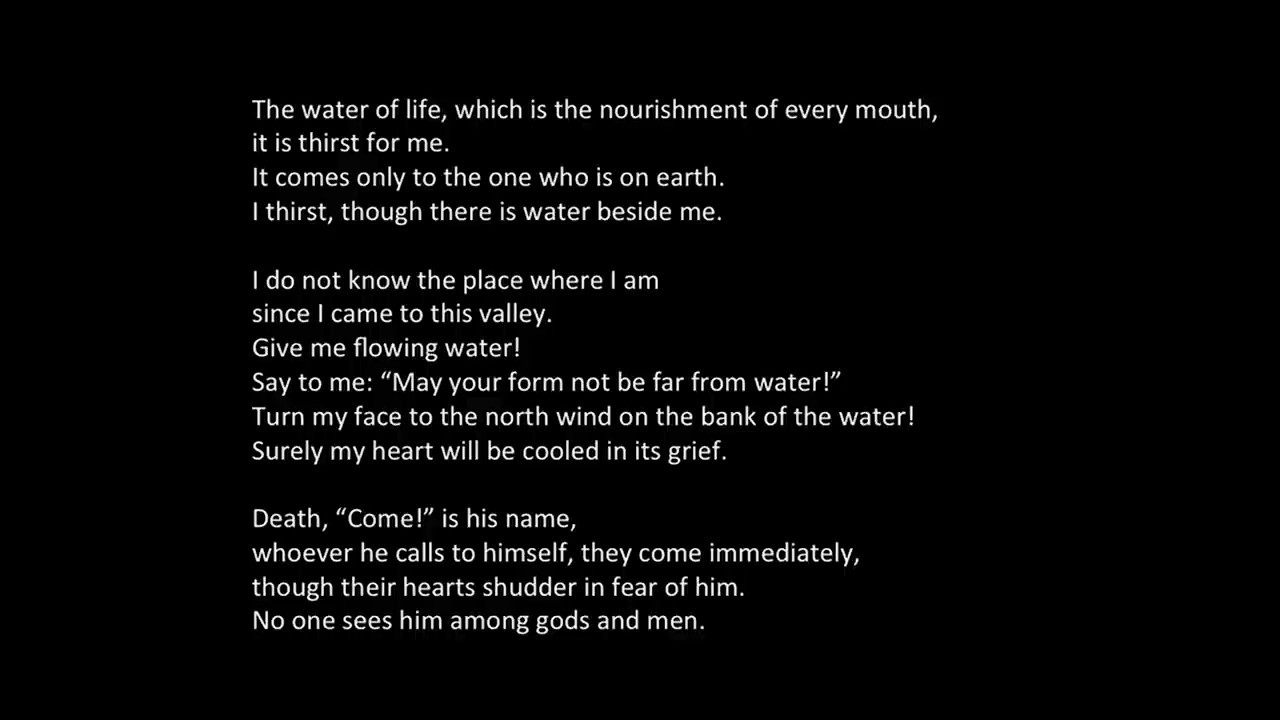 The water of life, which is the nourishment of every mouth,
it is thirst for me.
It comes only to the one who is on earth.
I thirst, though there is water beside me.
I do not know the place where I am
since I came to this valley.
Give me flowing water!
Say to me: “May your form not be far from water!”
Turn my face to the north wind on the bank of the water!
Surely my heart will be cooled in its grief.
Death, “Come!” is his name,
whoever he calls to himself, they come immediately,
though their hearts shudder in fear of him.
No one sees him among gods and men.